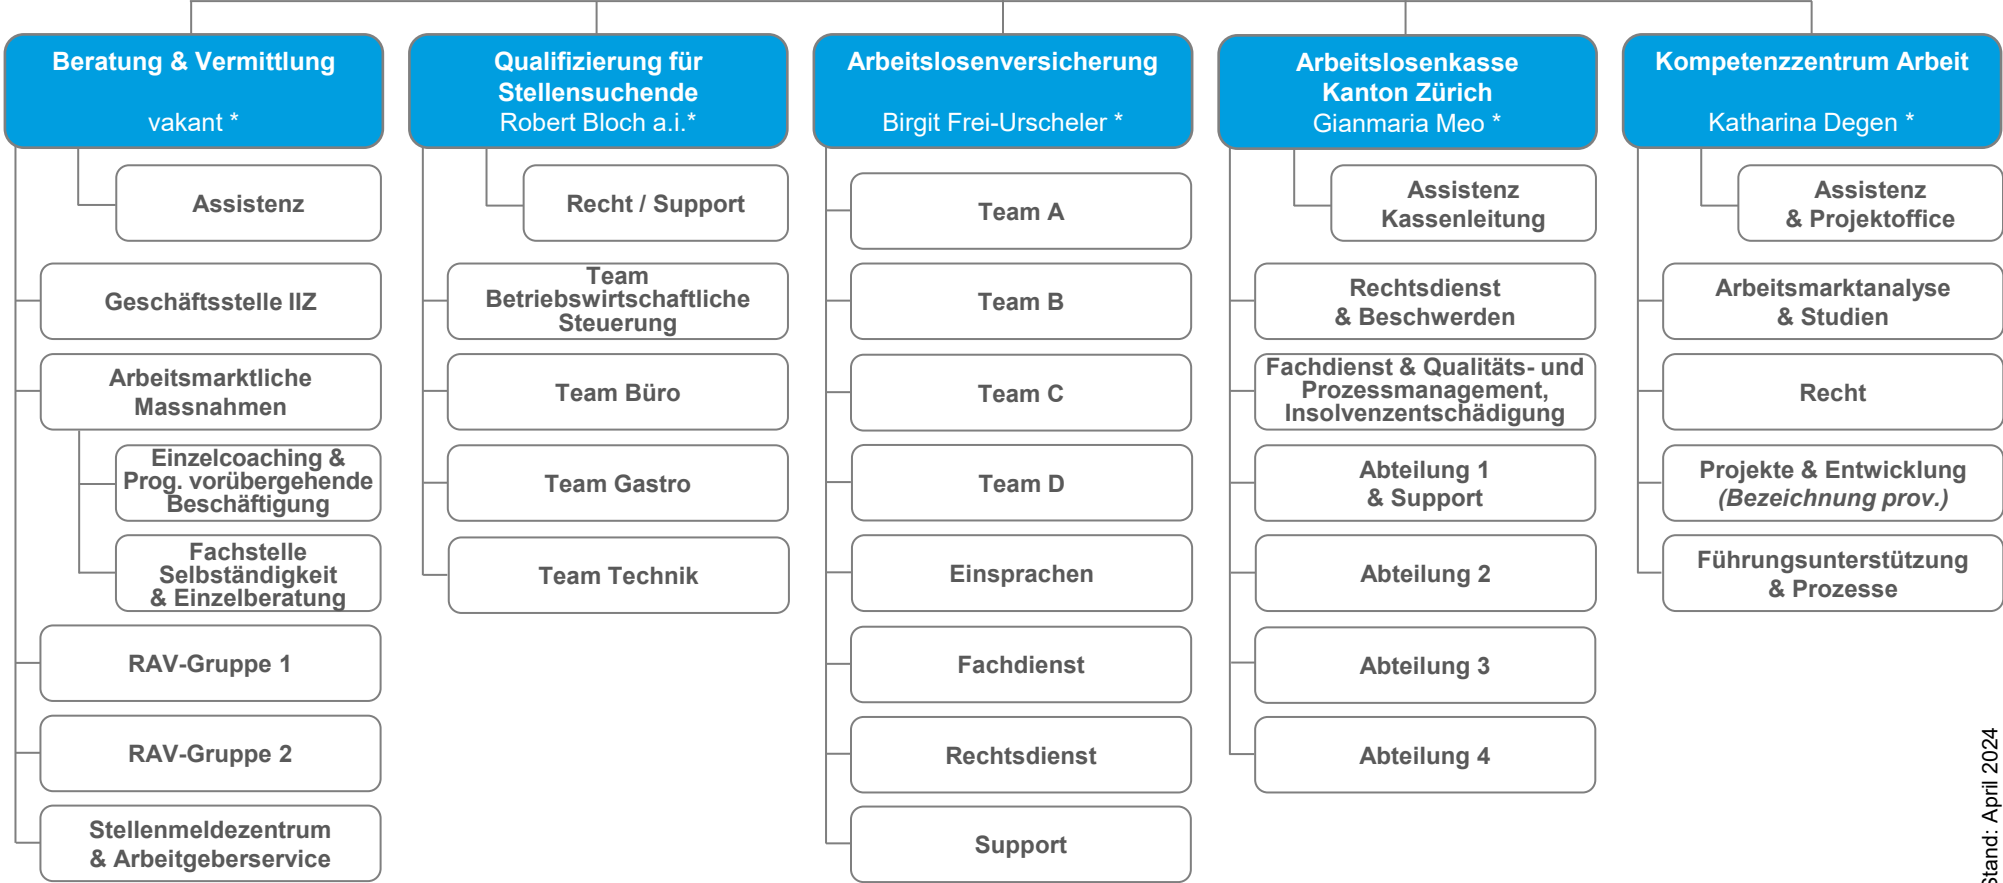 Beratung & Vermittlung
vakant *
Assistenz
Geschäftsstelle IIZ
Arbeitsmarktliche
Massnahmen
Einzelcoaching &
Prog. vorübergehende
Beschäftigung
Fachstelle
Selbständigkeit
& Einzelberatung
RAV-Gruppe 1
RAV-Gruppe 2
Stellenmeldezentrum
& Arbeitgeberservice
Qualifizierung für
Stellensuchende
Robert Bloch a.i.*
Recht / Support
Team
Betriebswirtschaftliche
Steuerung
Team Büro
Team Gastro
Team Technik
Arbeitslosenversicherung
Birgit Frei-Urscheler *
Team A
Team B
Team C
Team D
Einsprachen
Fachdienst
Rechtsdienst
Support
Arbeitslosenkasse
Kanton Zürich
Gianmaria Meo *
Assistenz
Kassenleitung
Rechtsdienst
& Beschwerden
Fachdienst & Qualitäts- und
Prozessmanagement,
Insolvenzentschädigung
Abteilung 1
& Support
Abteilung 2
Abteilung 3
Abteilung 4
Kompetenzzentrum Arbeit
Katharina Degen *
Assistenz
& Projektoffice
Arbeitsmarktanalyse
& Studien
Recht
Projekte & Entwicklung
(Bezeichnung prov.)
Führungsunterstützung
& Prozesse
Stand: April 2024